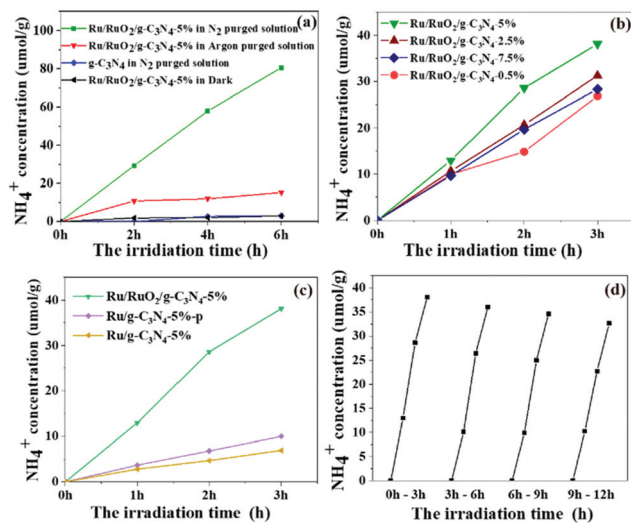 (a)
Ru/RuO₂/g-C₃N₄-5% in N₂ purged solution
Ru/RuO₂/g-C₃N₄-5% in Argon purged solution
g-C₃N₄ in N₂ purged solution
Ru/RuO₂/g-C₃N₄-5% in Dark
NH₄⁺ concentration (umol/g)
100
80
60
40
20
0
0h 2h 4h 6h
The irridiation time (h)
(b)
Ru/RuO₂/g-C₃N₄-5%
Ru/RuO₂/g-C₃N₄-2.5%
Ru/RuO₂/g-C₃N₄-7.5%
Ru/RuO₂/g-C₃N₄-0.5%
NH₄⁺ concentration (umol/g)
40
30
20
10
0
0h 1h 2h 3h
The irradiation time (h)
(c)
Ru/RuO₂/g-C₃N₄-5%
Ru/g-C₃N₄-5%-p
Ru/g-C₃N₄-5%
NH₄⁺ concentration (umol/g)
40
30
20
10
0
0h 1h 2h 3h
The irradiation time (h)
(d)
NH₄⁺ concentration (umol/g)
40
35
30
25
20
15
10
5
0
0h - 3h 3h - 6h 6h - 9h 9h - 12h
The irradiation time (h)